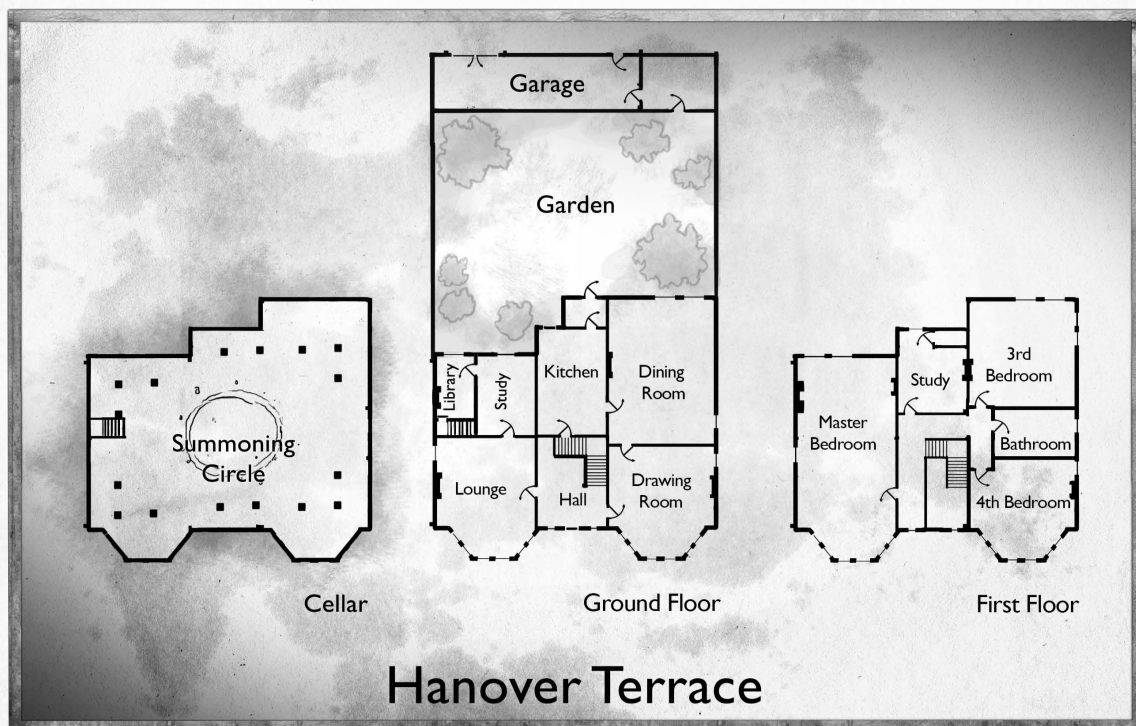 Garage
Garden
Library
Study
Kitchen
Dining
Room
Lounge
Hall
Drawing
Room
Summoning
Circle
3rd
Bedroom
Study
Master
Bedroom
Bathroom
4th Bedroom
Cellar
Ground Floor
First Floor
Hanover Terrace